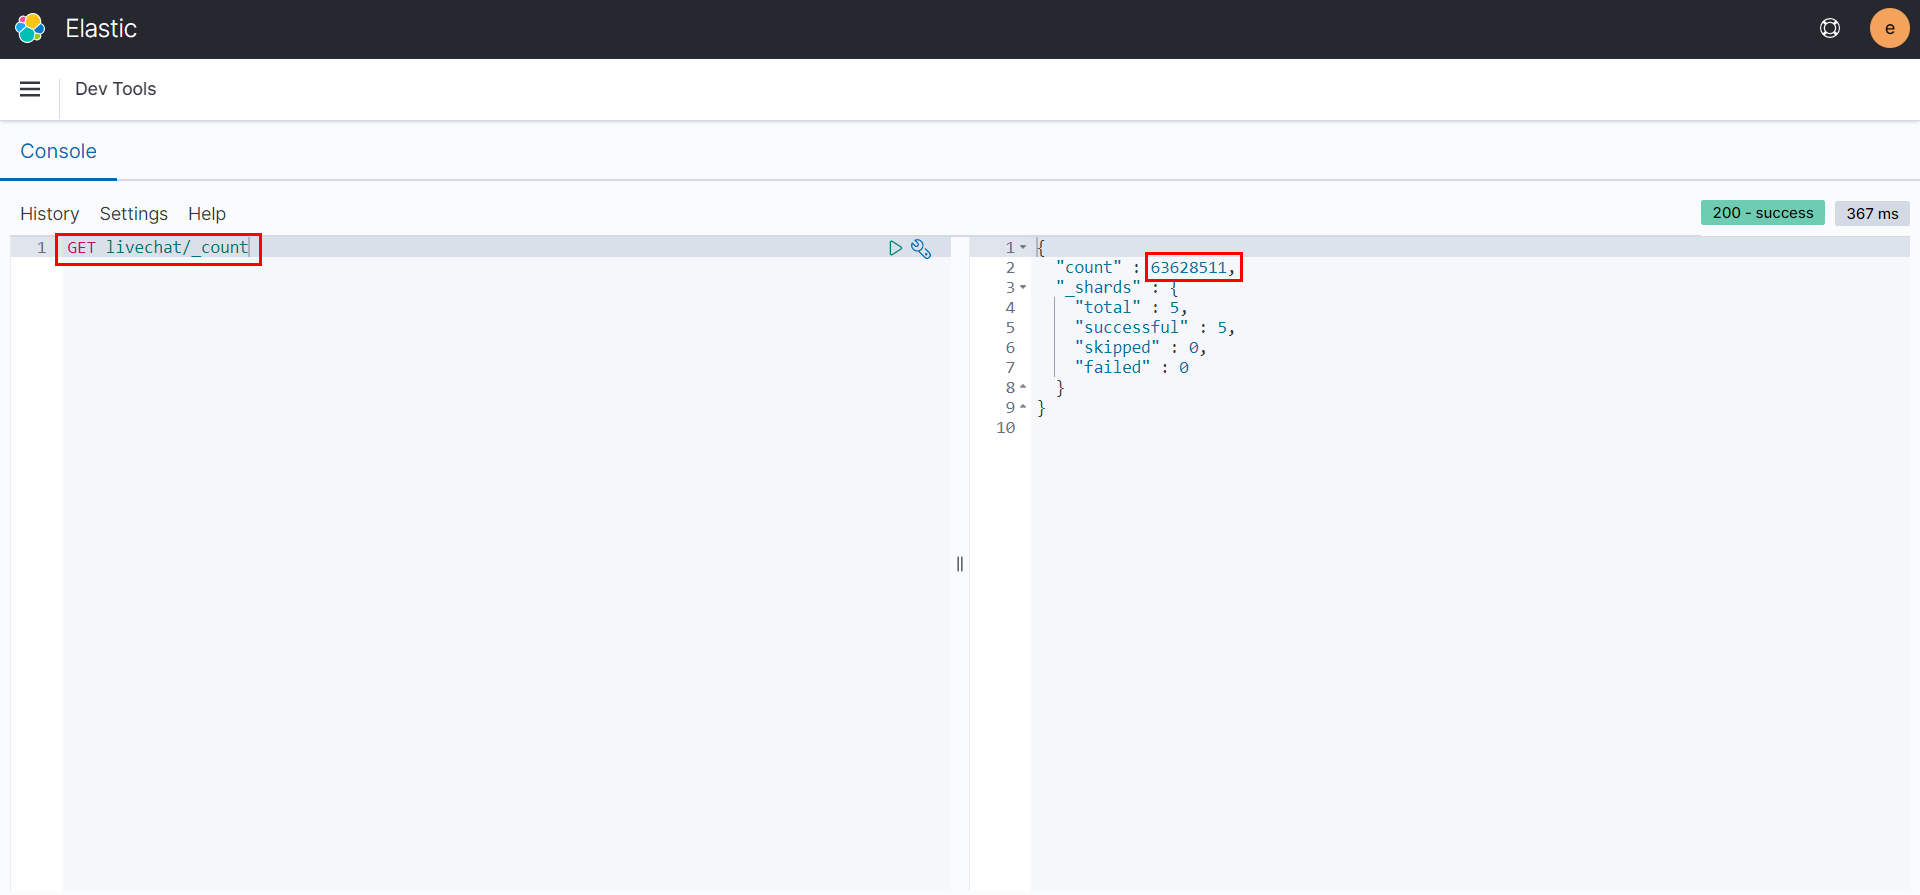 Elastic
e
Dev Tools
Console
History Settings Help
200 - success 367 ms
1 GET livechat/_count
1 {
2 "count" : 63628511,
3 "_shards" : {
4 "total" : 5,
5 "successful" : 5,
6 "skipped" : 0,
7 "failed" : 0
8 }
9 }
10